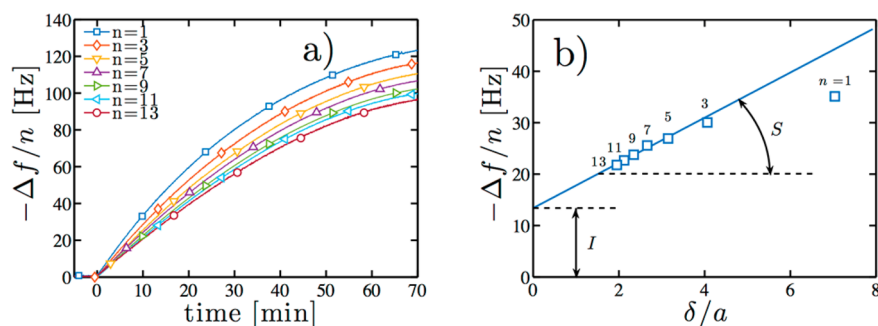 a)
n=1
n=3
n=5
n=7
n=9
n=11
n=13
−Δf/n [Hz]
140
120
100
80
60
40
20
0
0 10 20 30 40 50 60 70
time [min]
b)
−Δf/n [Hz]
50
40
30
20
10
0
n=1
3
5
7
9
11
13
S
I
0 2 4 6 8
δ/a